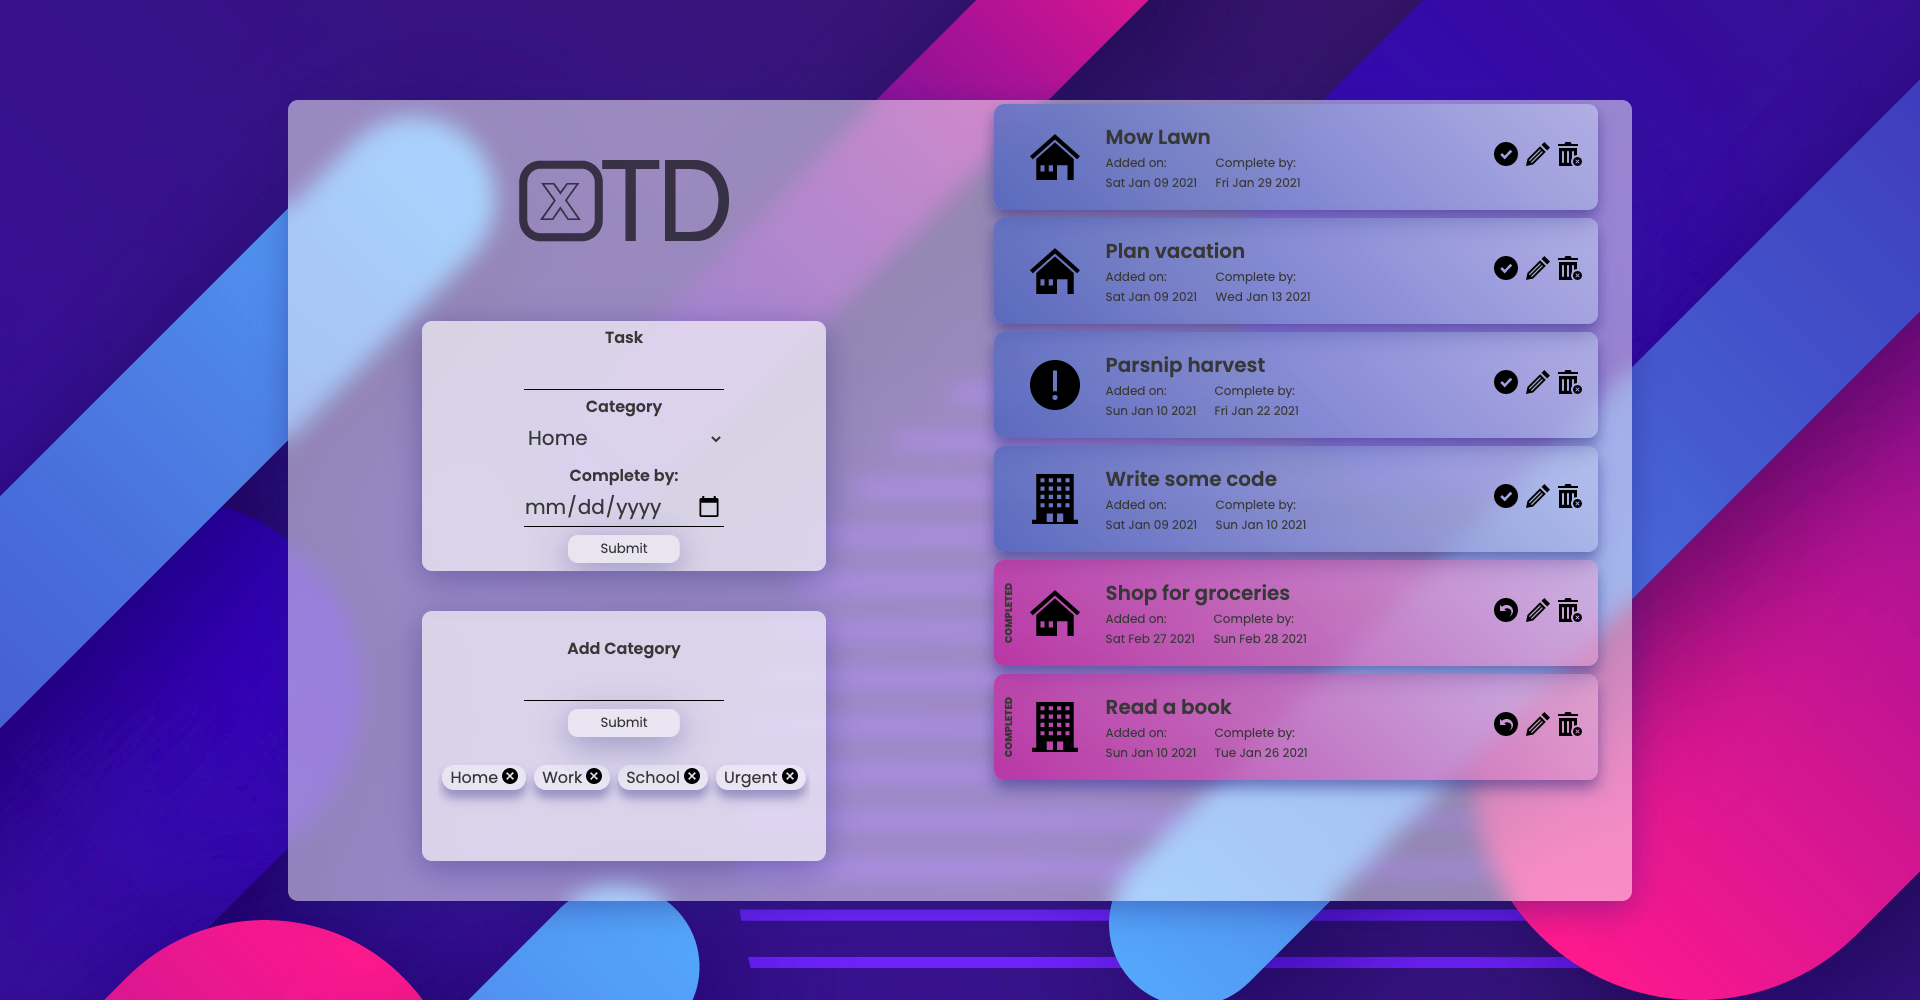 XTD
Task
Category
Home
Complete by:
mm/dd/yyyy
Submit
Add Category
Submit
Home Work School Urgent
Mow Lawn
Added on: Complete by:
Sat Jan 09 2021 Fri Jan 29 2021
Plan vacation
Added on: Complete by:
Sat Jan 09 2021 Wed Jan 13 2021
Parsnip harvest
Added on: Complete by:
Sun Jan 10 2021 Fri Jan 22 2021
Write some code
Added on: Complete by:
Sat Jan 09 2021 Sun Jan 10 2021
COMPLETED
Shop for groceries
Added on: Complete by:
Sat Feb 27 2021 Sun Feb 28 2021
COMPLETED
Read a book
Added on: Complete by:
Sun Jan 10 2021 Tue Jan 26 2021